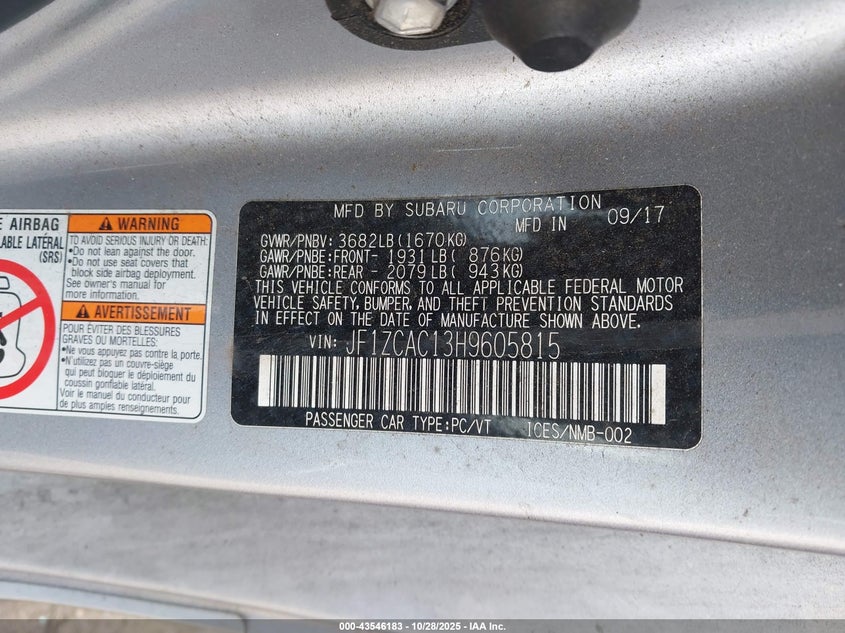 E AIRBAG
LABLE LATÉRAL
(SRS)
WARNING
TO AVOID SERIOUS INJURY OR DEATH:
•Do not lean against the door.
•Do not use seat covers that
block side airbag deployment.
See owner's manual for
more information.
AVERTISSEMENT
POUR ÉVITER DES BLESSURES
GRAVES OU MORTELLES:
•Ne pas s'appuyer contre la porte.
•N'utilisez pas de couvre-siège
qui peut bloquer le déploiement du
coussin gonflable latéral.
Voir le manuel du conducteur pour
de plus amples renseignements.
MFD BY SUBARU CORPORATION
MFD IN 09/17
GVWR/PNBV: 3682LB(1670KG)
GAWR/PNBE:FRONT- 1931LB( 876KG)
GAWR/PNBE:REAR - 2079LB( 943KG)
THIS VEHICLE CONFORMS TO ALL APPLICABLE FEDERAL MOTOR
VEHICLE SAFETY, BUMPER, AND THEFT PREVENTION STANDARDS
IN EFFECT ON THE DATE OF MANUFACTURE SHOWN ABOVE.
VIN: JF1ZCAC13H9605815
PASSENGER CAR TYPE:PC/VT ICES/NMB-002
000-43546183 - 10/28/2025 - IAA Inc.